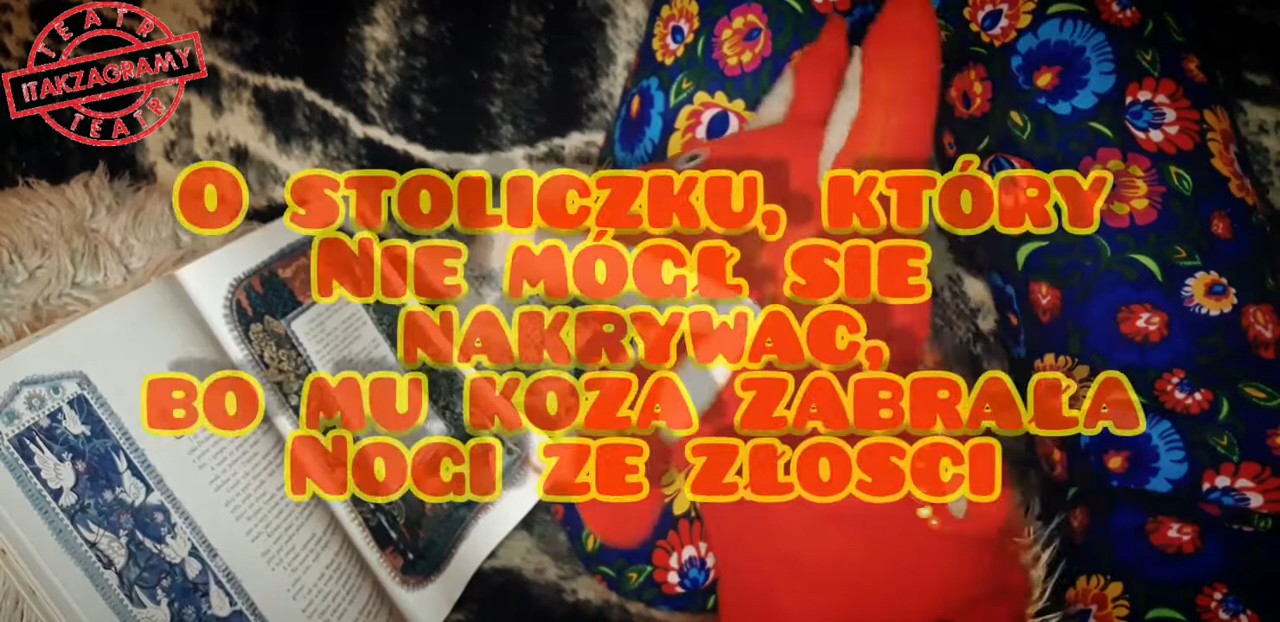 TEATR
ITAKZAGRAMY
TEATR
O STOLICZKU, KTÓRY
NIE MÓGŁ SIE
NAKRYWAC,
BO MU KOZA ZABRAŁA
NOGI ZE ZŁOSCI